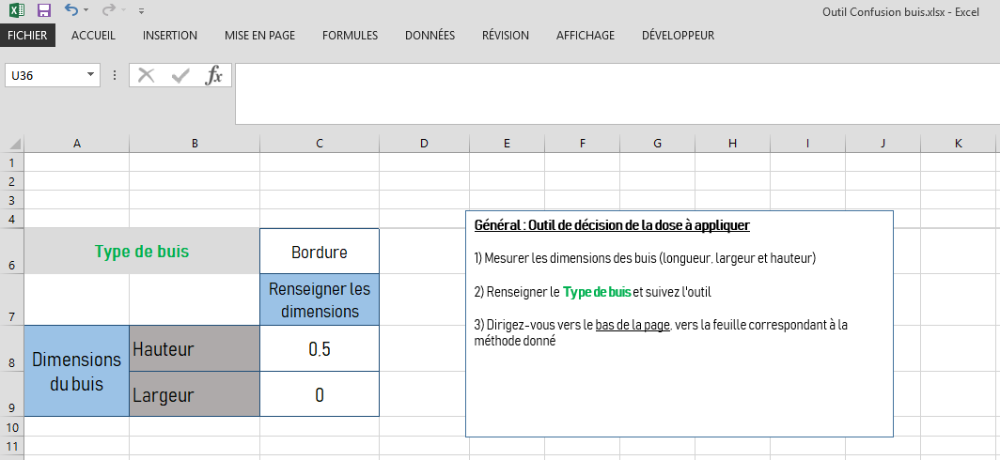 Outil Confusion buis.xlsx - Excel
FICHIER ACCUEIL INSERTION MISE EN PAGE FORMULES DONNÉES RÉVISION AFFICHAGE DÉVELOPPEUR
U36 fx
A B C D E F G H I J K
1
2
3
4
6 Type de buis Bordure
7 Renseigner les
dimensions
Dimensions
du buis
8 Hauteur 0,5
9 Largeur 0
10
11
Général : Outil de décision de la dose à appliquer
1) Mesurer les dimensions des buis (longueur, largeur et hauteur)
2) Renseigner le Type de buis et suivez l'outil
3) Dirigez-vous vers le bas de la page, vers la feuille correspondant à la
méthode donné